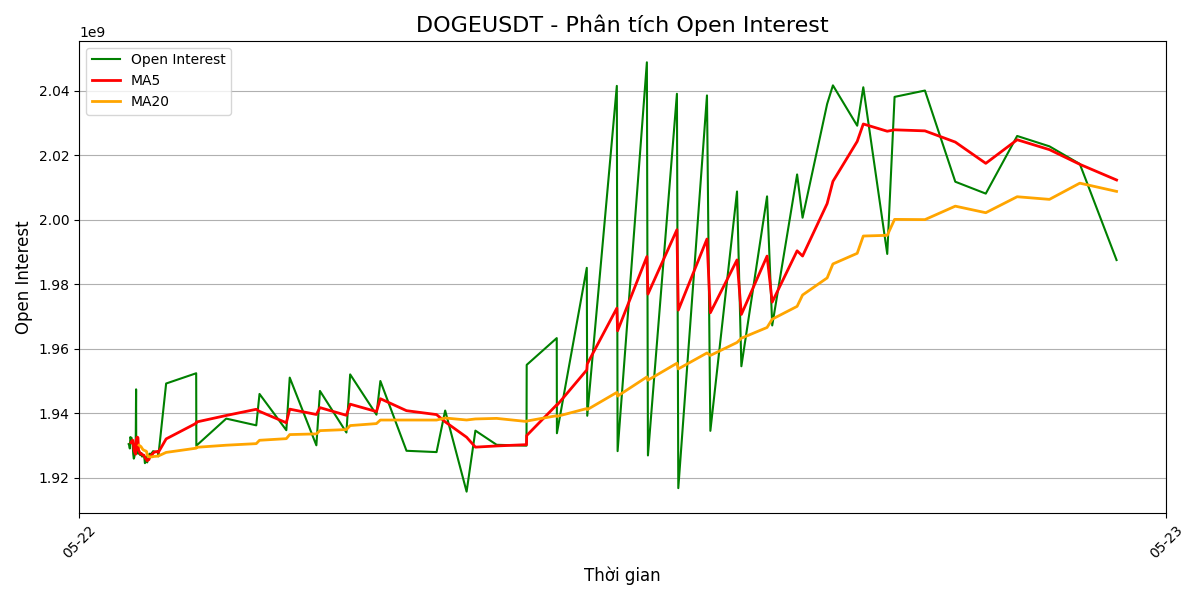 DOGEUSDT - Phân tích Open Interest
1e9
Open Interest
MA5
MA20
2.04
2.02
2.00
1.98
1.96
1.94
1.92
Open Interest
05-22
05-23
Thời gian